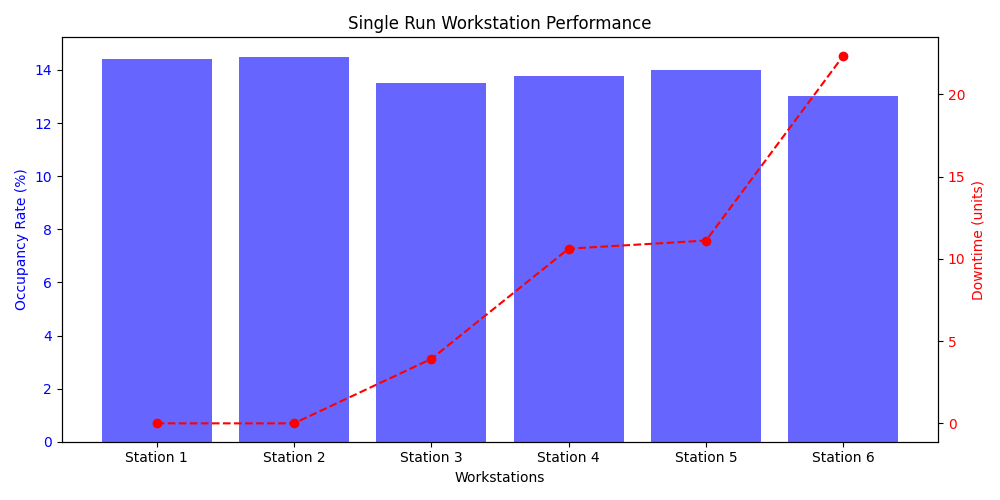 Single Run Workstation Performance
Occupancy Rate (%)
14
12
10
8
6
4
2
0
20
15
10
5
0
Downtime (units)
Station 1 Station 2 Station 3 Station 4 Station 5 Station 6
Workstations